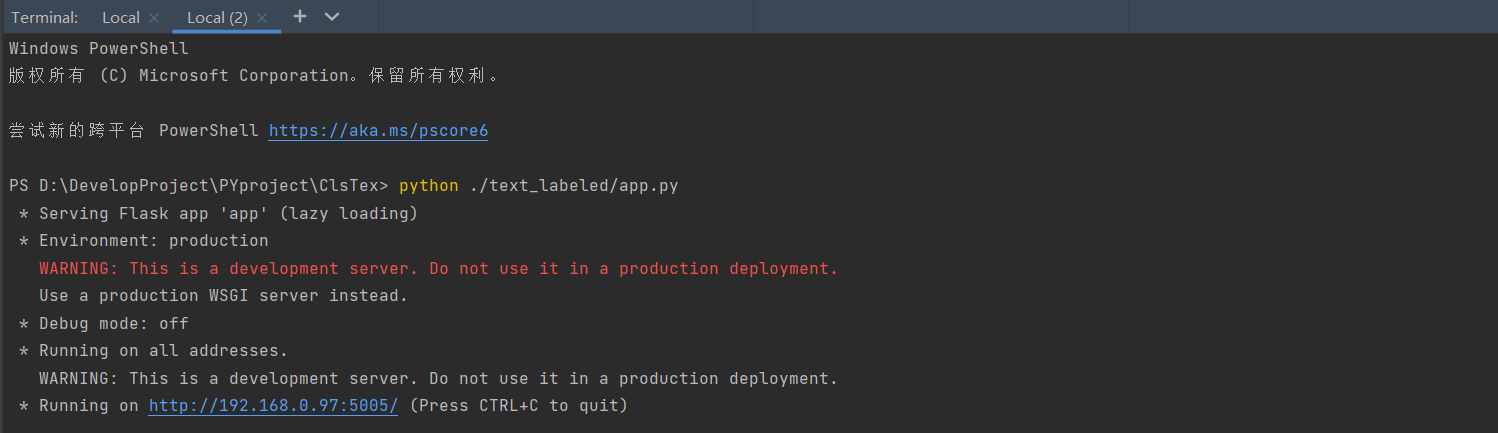 Terminal: Local × Local (2) × +
Windows PowerShell
版权所有 (C) Microsoft Corporation。保留所有权利。
尝试新的跨平台 PowerShell https://aka.ms/pscore6
PS D:\DevelopProject\PYproject\ClsTex> python ./text_labeled/app.py
* Serving Flask app 'app' (lazy loading)
* Environment: production
WARNING: This is a development server. Do not use it in a production deployment.
Use a production WSGI server instead.
* Debug mode: off
* Running on all addresses.
WARNING: This is a development server. Do not use it in a production deployment.
* Running on http://192.168.0.97:5005/ (Press CTRL+C to quit)